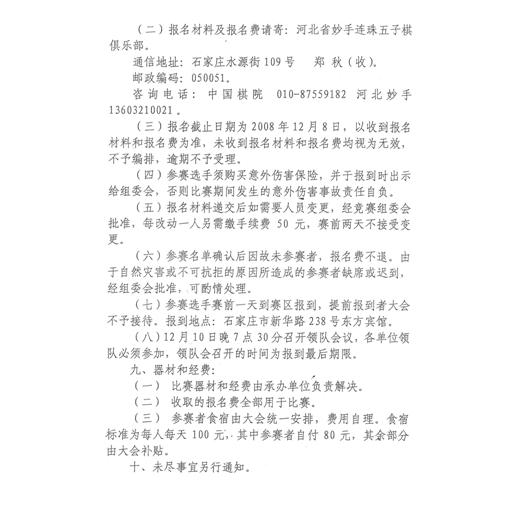 (二)报名材料及报名费请寄:河北省妙手连珠五子棋
俱乐部。
通信地址:石家庄水源街109号 郑秋(收)。
邮政编码:050051。
咨询电话:中国棋院 010-87559182 河北妙手
13603210021。
(三)报名截止日期为2008年12月8日,以收到报名
材料和报名费为准,未收到报名材料和报名费均视为无效,
不予编排,逾期不予受理。
(四)参赛选手须购买意外伤害保险,并于报到时出示
给组委会,否则比赛期间发生的意外伤害事故责任自负。
(五)报名材料递交后如需要人员变更,经竞赛组委会
批准,每改动一人另需缴手续费50元,赛前两天不接受变
更。
(六)参赛名单确认后因故未参赛者,报名费不退。由
于自然灾害或不可抗拒的原因所造成的参赛者缺席或迟到,
经组委会批准,可酌情处理。
(七)参赛选手赛前一天到赛区报到,提前报到者大会
不予接待。报到地点:石家庄市新华路238号东方宾馆。
(八)12月10日晚7点30分召开领队会议,各单位领
队必须参加,领队会召开的时间为报到最后期限。
九、器材和经费:
(一) 比赛器材和经费由承办单位负责解决。
(二) 收取的报名费全部用于比赛。
(三) 参赛者食宿由大会统一安排,费用自理。食宿
标准为每人每天100元,其中参赛者自付80元,其余部分
由大会补贴。
十、未尽事宜另行通知。